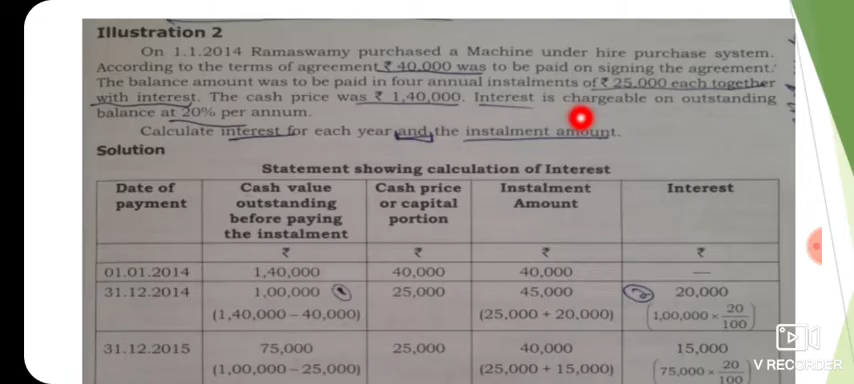 Illustration 2
On 1.1.2014 Ramaswamy purchased a Machine under hire purchase system.
According to the terms of agreement ₹ 40,000 was to be paid on signing the agreement.
The balance amount was to be paid in four annual instalments of ₹ 25,000 each together
with interest. The cash price was ₹ 1,40,000. Interest is chargeable on outstanding
balance at 20% per annum.
Calculate interest for each year and the instalment amount.
Solution
Statement showing calculation of Interest
Date of payment | Cash value outstanding before paying the instalment | Cash price or capital portion | Instalment Amount | Interest
₹ ₹ ₹ ₹
01.01.2014 1,40,000 40,000 40,000 —
31.12.2014 1,00,000 25,000 45,000 20,000
(1,40,000 – 40,000) (25,000 + 20,000) (1,00,000 × 20/100)
31.12.2015 75,000 25,000 40,000 15,000
(1,00,000 – 25,000) (25,000 + 15,000) (75,000 × 20/100
V RECORDER